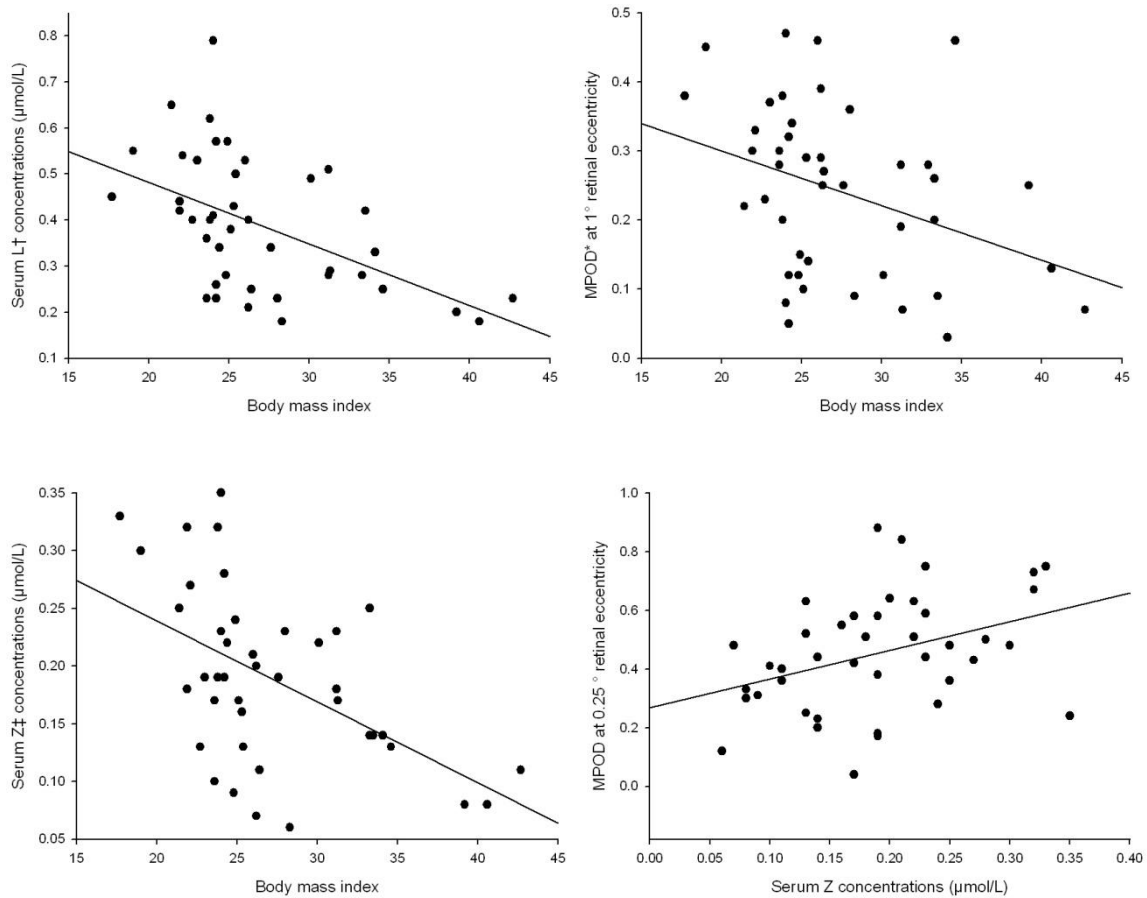 Serum L† concentrations (μmol/L)
0.8
0.7
0.6
0.5
0.4
0.3
0.2
0.1
15 20 25 30 35 40 45
Body mass index
MPOD* at 1° retinal eccentricity
0.5
0.4
0.3
0.2
0.1
0.0
15 20 25 30 35 40 45
Body mass index
Serum Z‡ concentrations (μmol/L)
0.35
0.30
0.25
0.20
0.15
0.10
0.05
15 20 25 30 35 40 45
Body mass index
MPOD at 0.25 ° retinal eccentricity
1.0
0.8
0.6
0.4
0.2
0.0
0.00 0.05 0.10 0.15 0.20 0.25 0.30 0.35 0.40
Serum Z concentrations (μmol/L)